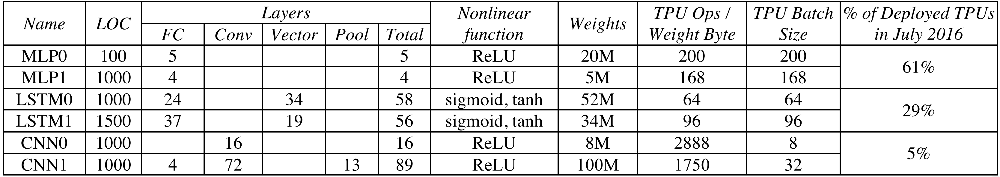 Name LOC Layers Nonlinear function Weights TPU Ops / Weight Byte TPU Batch Size % of Deployed TPUs in July 2016
FC Conv Vector Pool Total
MLP0 100 5 5 ReLU 20M 200 200 61%
MLP1 1000 4 4 ReLU 5M 168 168
LSTM0 1000 24 34 58 sigmoid, tanh 52M 64 64 29%
LSTM1 1500 37 19 56 sigmoid, tanh 34M 96 96
CNN0 1000 16 16 ReLU 8M 2888 8 5%
CNN1 1000 4 72 13 89 ReLU 100M 1750 32